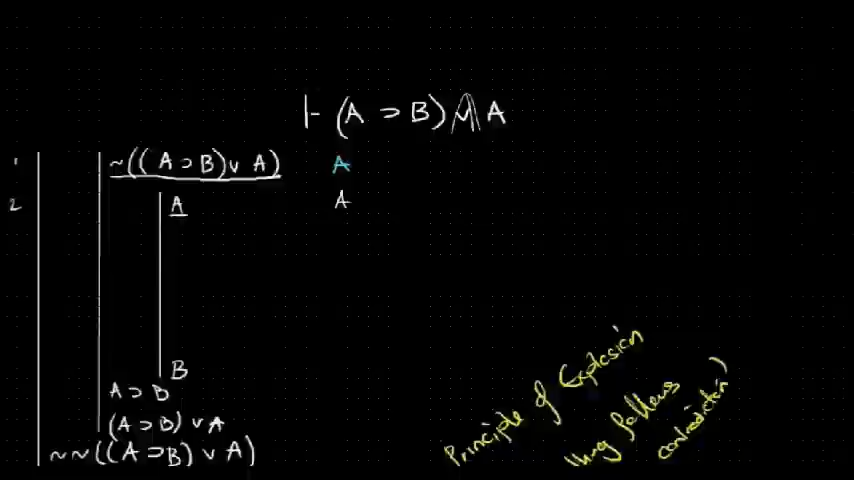 ⊢ (A ⊃ B) A
1 ~((A ⊃ B) ∨ A) A
2 A A
B
A ⊃ B
(A ⊃ B) ∨ A
~~((A ⊃ B) ∨ A)
Principle of Explosion
thing follows
contradiction)